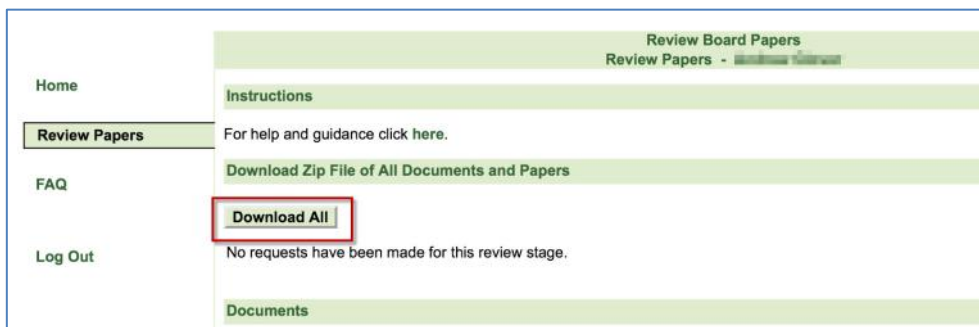 Review Board Papers
Review Papers -
Home
Instructions
Review Papers
For help and guidance click here.
Download Zip File of All Documents and Papers
FAQ
Download All
Log Out
No requests have been made for this review stage.
Documents